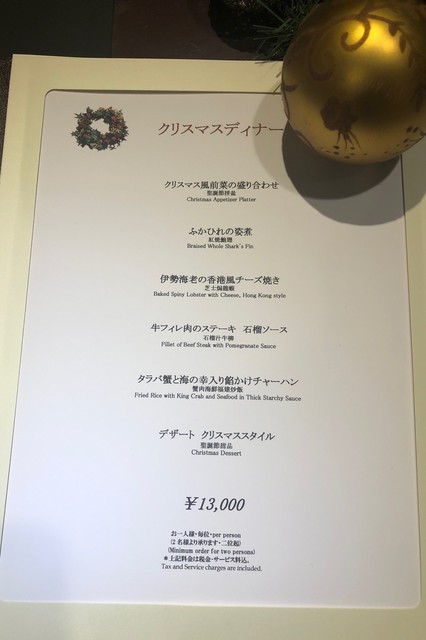 クリスマスディナー
クリスマス風前菜の盛り合わせ
聖誕節拼盆
Christmas Appetizer Platter
ふかひれの姿煮
紅燒鮑翅
Braised Whole Shark's Fin
伊勢海老の香港風チーズ焼き
芝士焗龍蝦
Baked Spiny Lobster with Cheese, Hong Kong style
牛フィレ肉のステーキ 石榴ソース
石榴汁牛柳
Fillet of Beef Steak with Pomegranate Sauce
タラバ蟹と海の幸入り餡かけチャーハン
蟹肉海鮮福建炒飯
Fried Rice with King Crab and Seafood in Thick Starchy Sauce
デザート クリスマススタイル
聖誕節甜品
Christmas Dessert
¥13,000
お一人様・毎位・per person
(2名様より承ります・二位起)
(Minimum order for two persons)
*上記料金は税金・サービス料込。
Tax and Service charges are included.